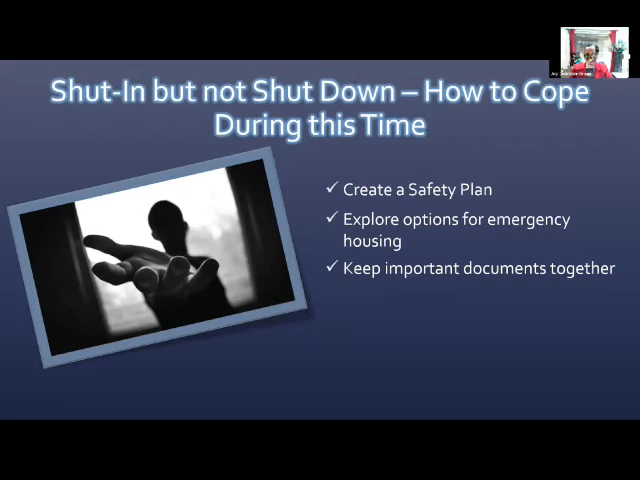 Shut-In but not Shut Down – How to Cope
During this Time
✓ Create a Safety Plan
✓ Explore options for emergency
housing
✓ Keep important documents together